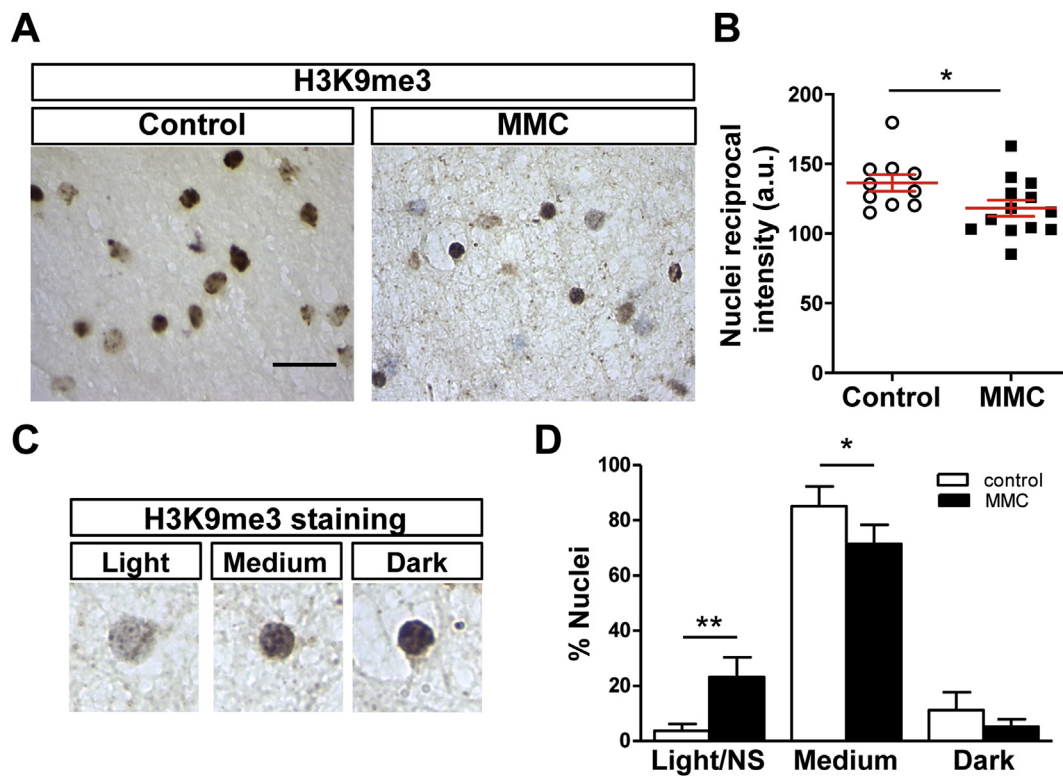 A
H3K9me3
Control
MMC
B
*
Nuclei reciprocal
intensity (a.u.)
200
150
100
50
0
Control
MMC
C
H3K9me3 staining
Light
Medium
Dark
D
*
control
MMC
**
% Nuclei
100
80
60
40
20
0
Light/NS
Medium
Dark